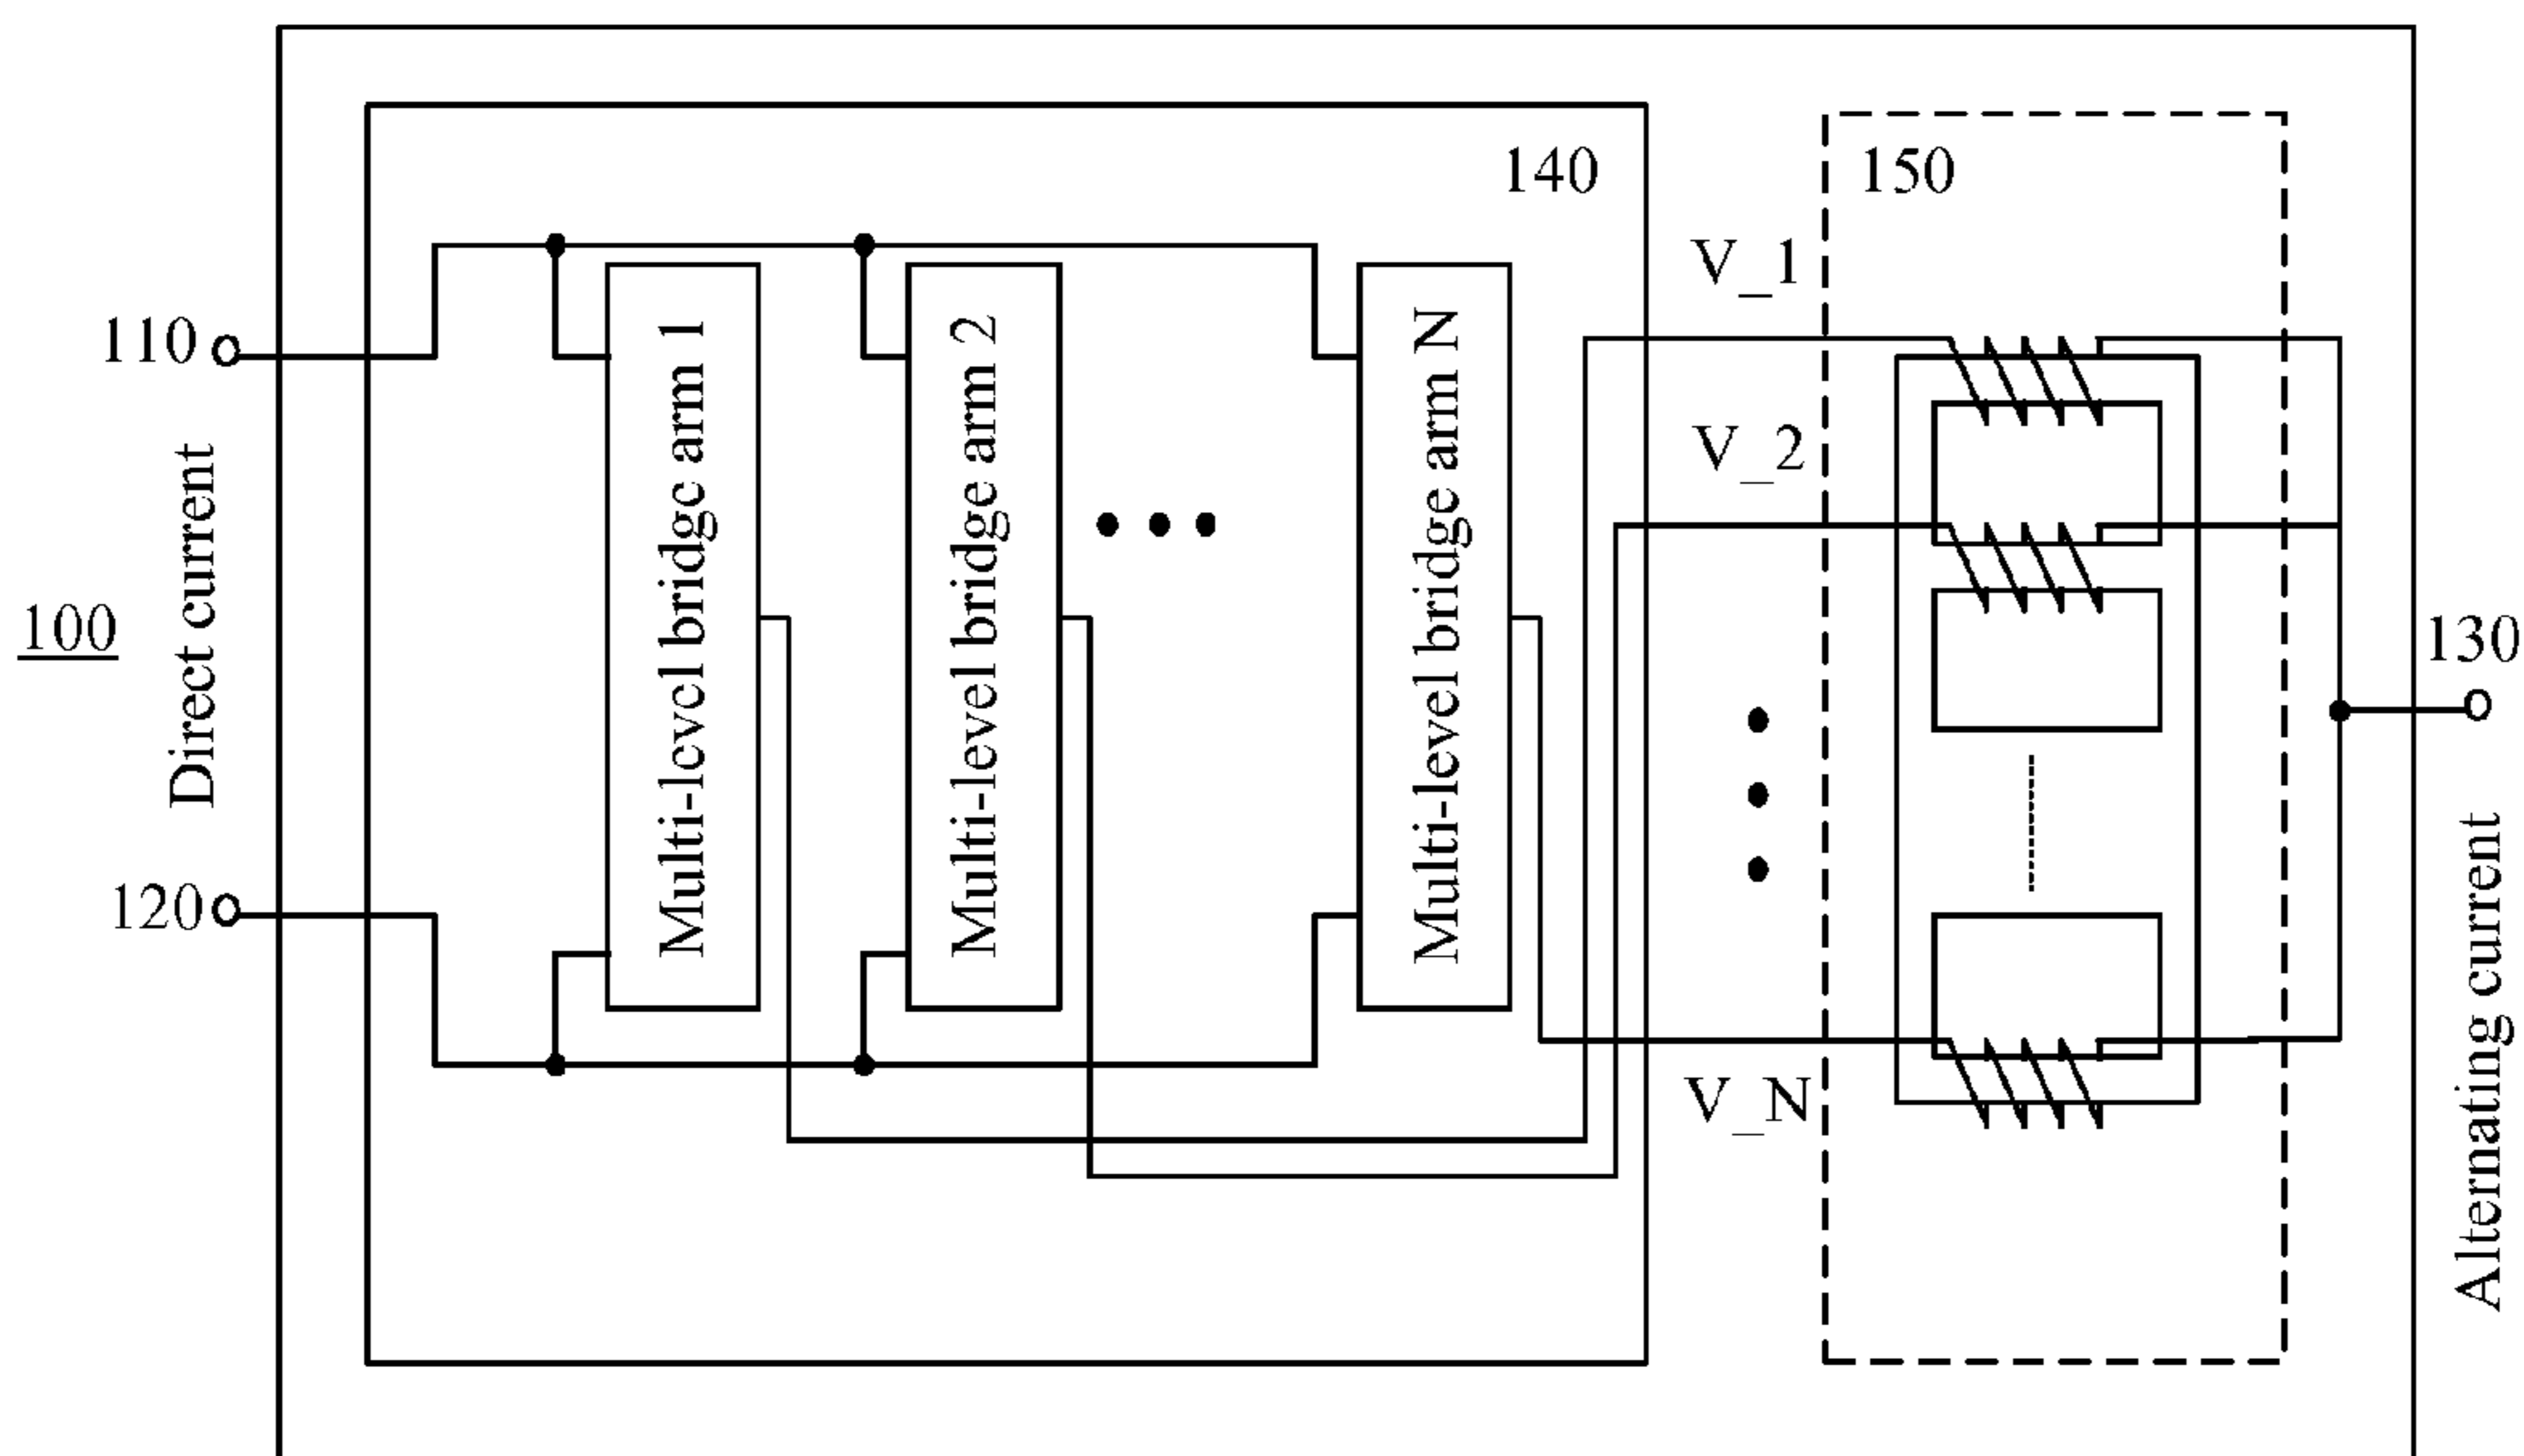 140
150
V_1
110
Multi-level bridge arm 1
Multi-level bridge arm 2
Multi-level bridge arm N
V_2
Direct current
100
130
120
V_N
Alternating current